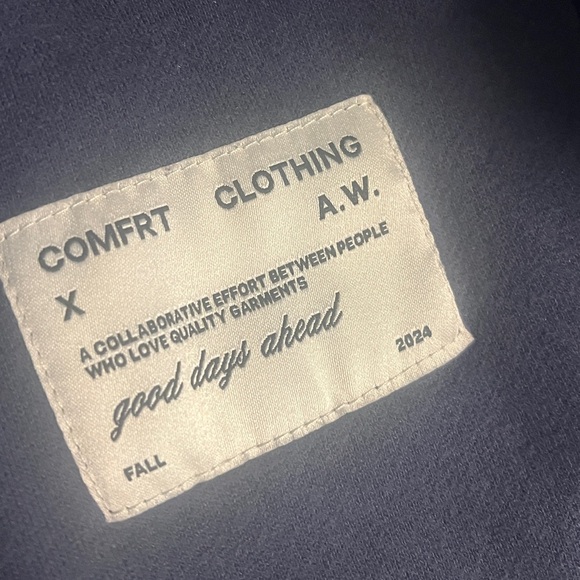 COMFRT CLOTHING
X A.W.
A COLLABORATIVE EFFORT BETWEEN PEOPLE
WHO LOVE QUALITY GARMENTS
good days ahead
FALL 2024